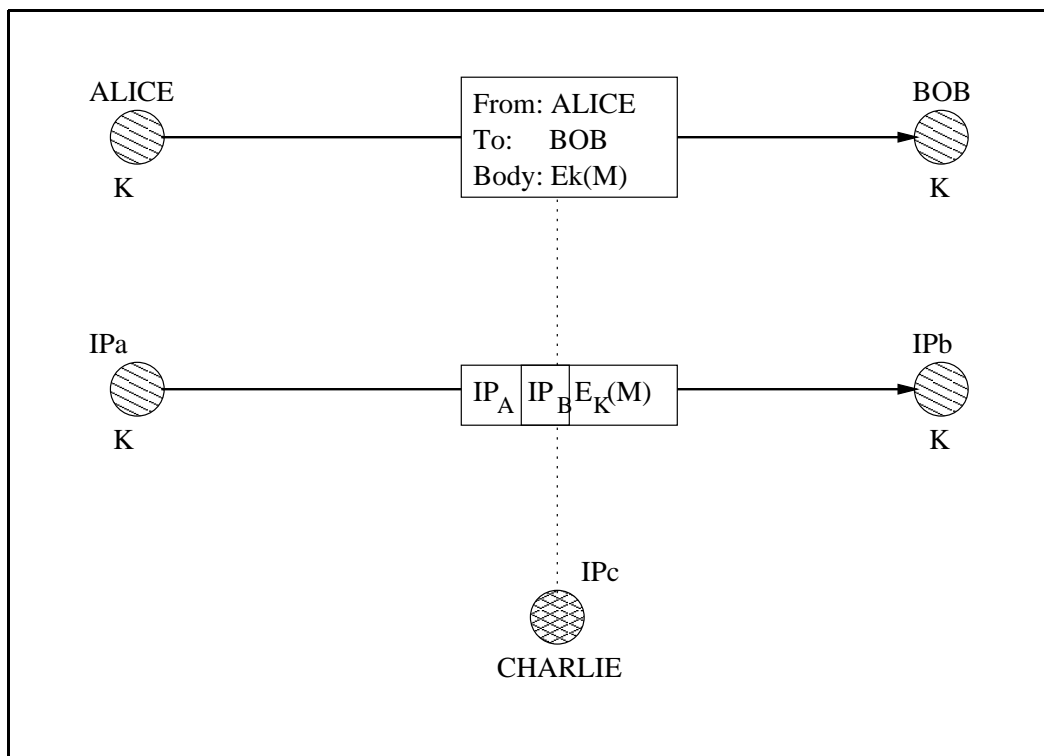 ALICE
BOB
From: ALICE
To: BOB
Body: Ek(M)
K
K
IPa
IPb
IP_A IP_B E_K(M)
K
K
IPc
CHARLIE